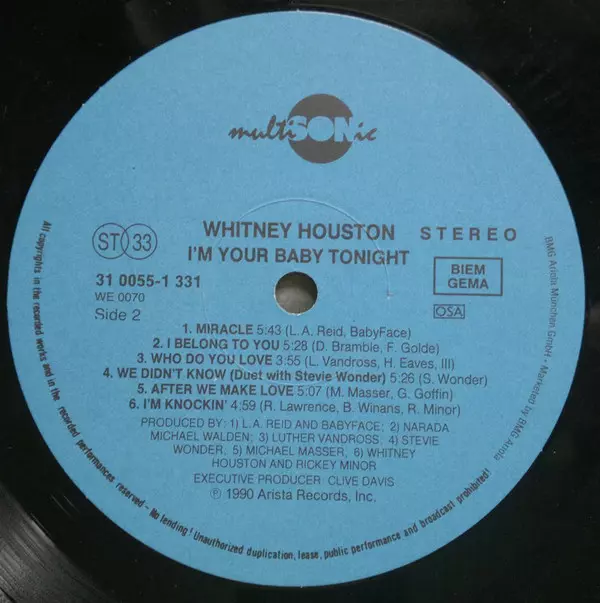 multiSONic
WHITNEY HOUSTON
STEREO
I'M YOUR BABY TONIGHT
ST 33
BIEM
GEMA
31 0055-1 331
WE 0070
OSA
Side 2
1. MIRACLE 5:43 (L.A. Reid, BabyFace)
2. I BELONG TO YOU 5:28 (D. Bramble, F. Golde)
3. WHO DO YOU LOVE 3:55 (L. Vandross, H. Eaves, III)
4. WE DIDN'T KNOW (Duet with Stevie Wonder) 5:26 (S. Wonder)
5. AFTER WE MAKE LOVE 5:07 (M. Masser, G. Goffin)
6. I'M KNOCKIN' 4:59 (R. Lawrence, B. Winans, R. Minor)
PRODUCED BY: 1) L.A. REID AND BABYFACE; 2) NARADA
MICHAEL WALDEN; 3) LUTHER VANDROSS; 4) STEVIE
WONDER, 5) MICHAEL MASSER; 6) WHITNEY
HOUSTON AND RICKEY MINOR
EXECUTIVE PRODUCER: CLIVE DAVIS
℗ 1990 Arista Records, Inc.
All copyrights in the recorded works and in the recorded performances reserved - No lending! Unauthorized duplication, lease, public performance and broadcast prohibited!
BMG Arista München GmbH - Marketed by BMG Ariola